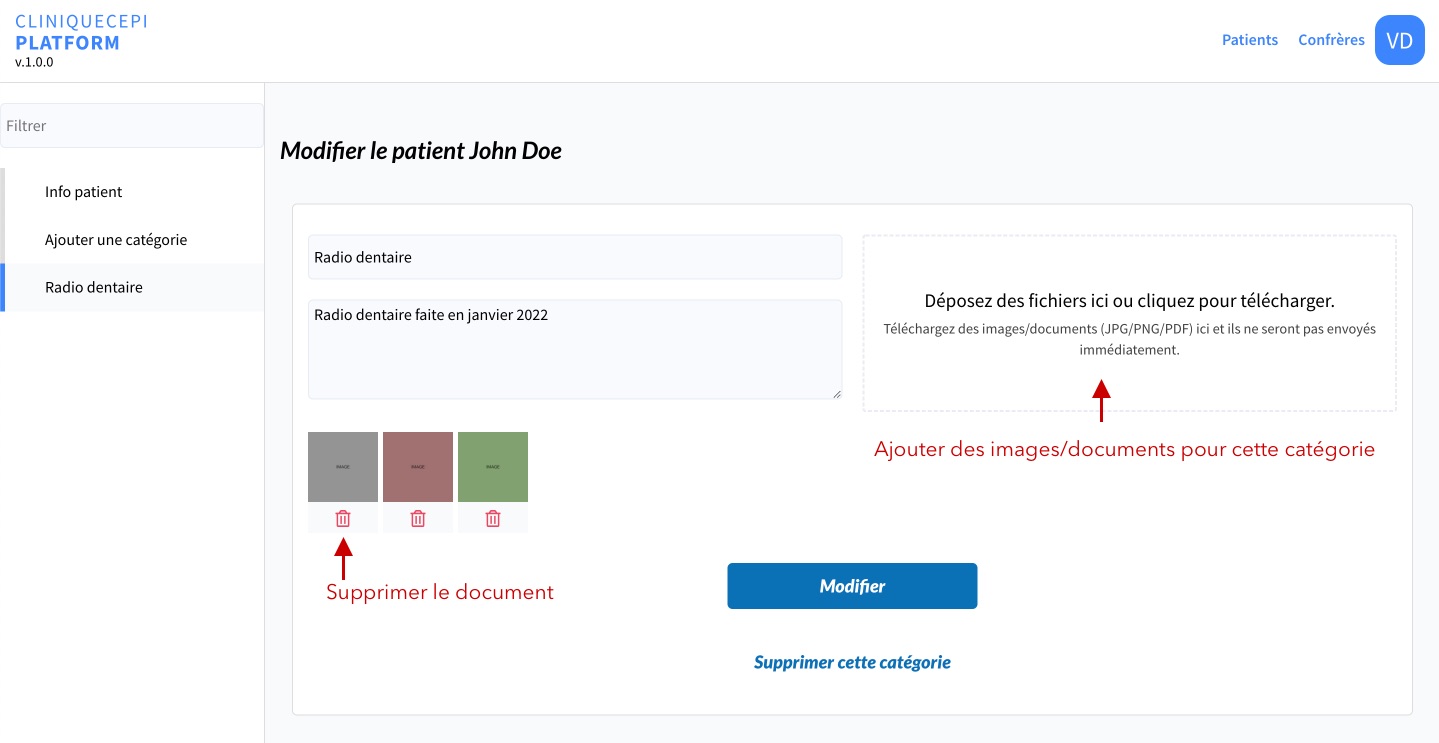 CLINIQUECEPI
PLATFORM
v.1.0.0
Patients
Confrères
VD
Filtrer
Info patient
Ajouter une catégorie
Radio dentaire
Modifier le patient John Doe
Radio dentaire
Radio dentaire faite en janvier 2022
Déposez des fichiers ici ou cliquez pour télécharger.
Téléchargez des images/documents (JPG/PNG/PDF) ici et ils ne seront pas envoyés
immédiatement.
Ajouter des images/documents pour cette catégorie
IMAGE
IMAGE
IMAGE
Supprimer le document
Modifier
Supprimer cette catégorie